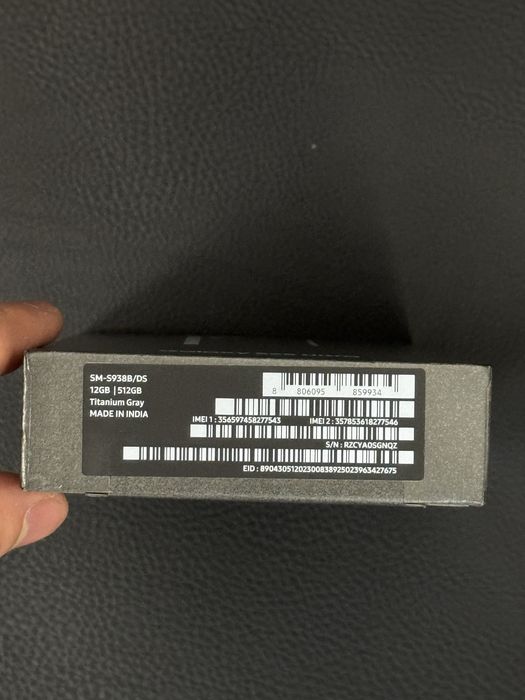 SM-S938B/DS
12GB | 512GB
Titanium Gray
MADE IN INDIA
8 806095 859934
IMEI 1 : 356597458277543 IMEI 2 : 357853618277546
S/N : RZCYA0SGNQZ
EID : 89043051202300838925023963427675